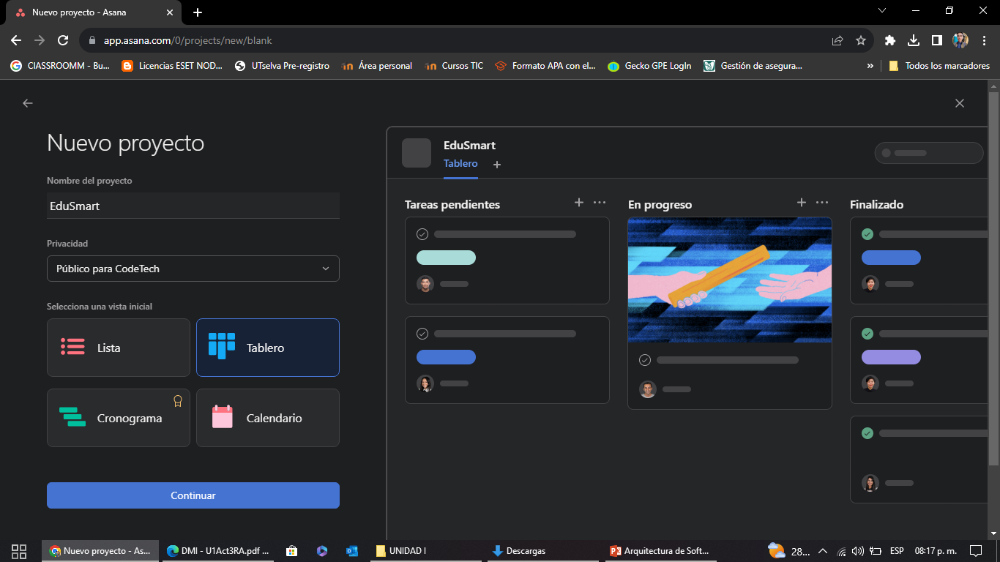 Nuevo proyecto - Asana
app.asana.com/0/projects/new/blank
ClASSROOMM - Bu...
Licencias ESET NOD...
UTselva Pre-registro
Área personal
Cursos TIC
Formato APA con el...
Gecko GPE LogIn
Gestión de asegura...
»
Todos los marcadores
Nuevo proyecto
Nombre del proyecto
EduSmart
Privacidad
Público para CodeTech
Selecciona una vista inicial
Lista
Tablero
Cronograma
Calendario
Continuar
EduSmart
Tablero
Tareas pendientes
En progreso
Finalizado
Nuevo proyecto - As...
DMI - U1Act3RA.pdf ...
UNIDAD I
Descargas
Arquitectura de Soft...
28...
ESP
08:17 p. m.